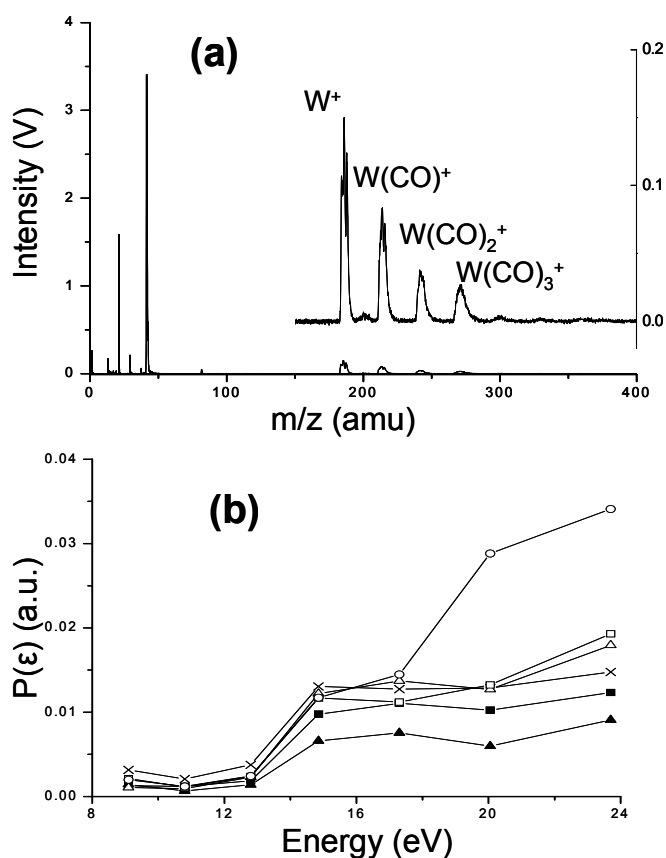 (a)
4
3
2
1
0
Intensity (V)
0.2
0.1
0.0
W⁺
W(CO)⁺
W(CO)₂⁺
W(CO)₃⁺
0 100 200 300 400
m/z (amu)
(b)
0.04
0.03
0.02
0.01
0.00
P(ε) (a.u.)
8 12 16 20 24
Energy (eV)